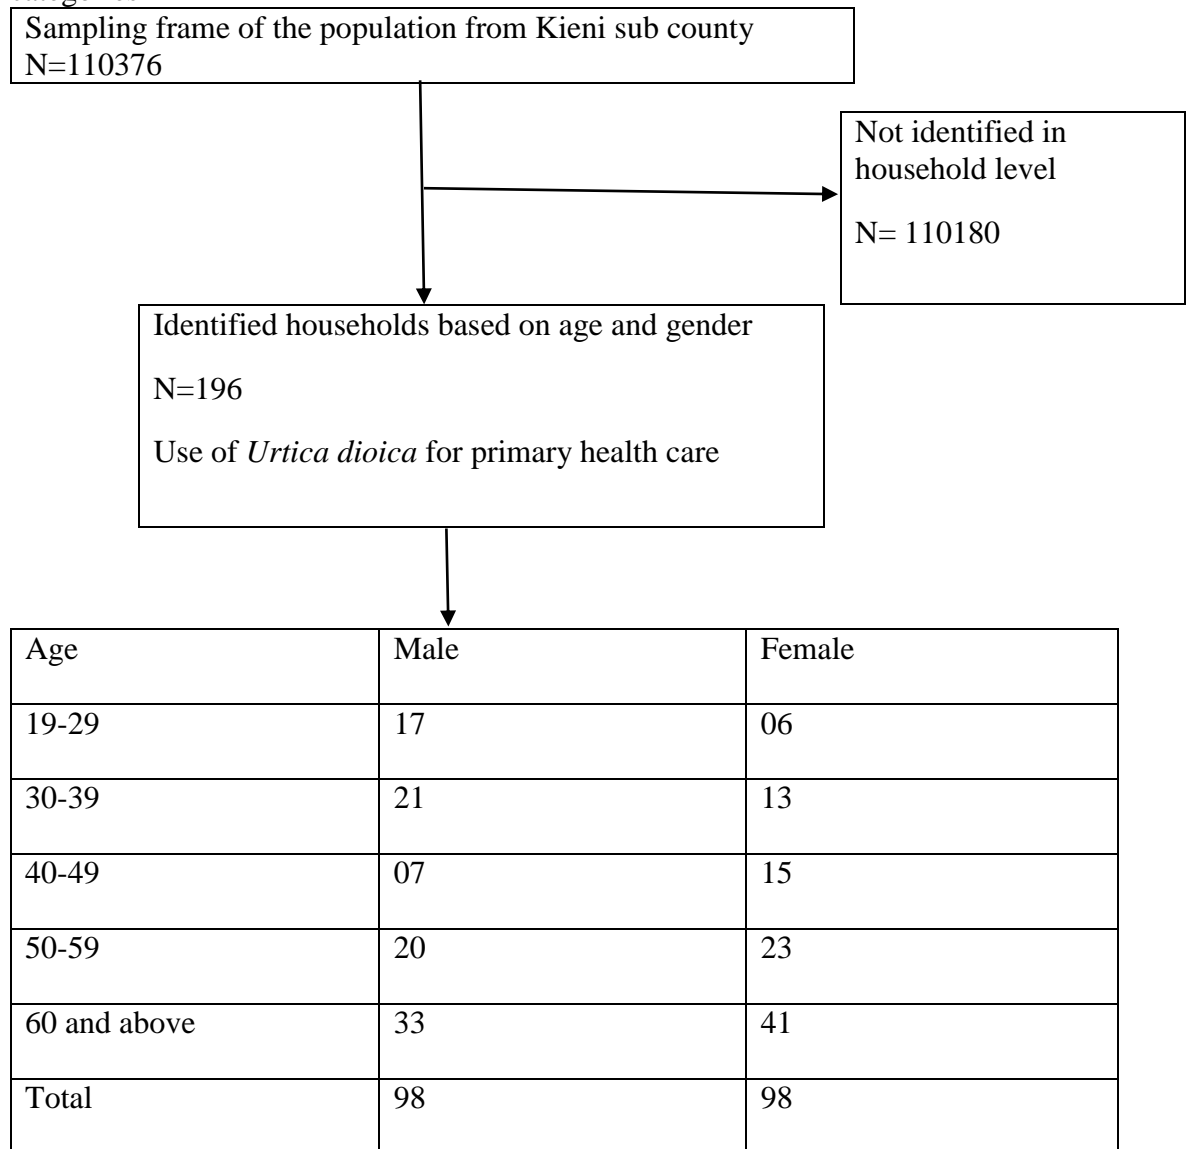 Sampling frame of the population from Kieni sub county
N=110376
Not identified in
household level
N= 110180
Identified households based on age and gender
N=196
Use of Urtica dioica for primary health care
Age Male Female
19-29 17 06
30-39 21 13
40-49 07 15
50-59 20 23
60 and above 33 41
Total 98 98